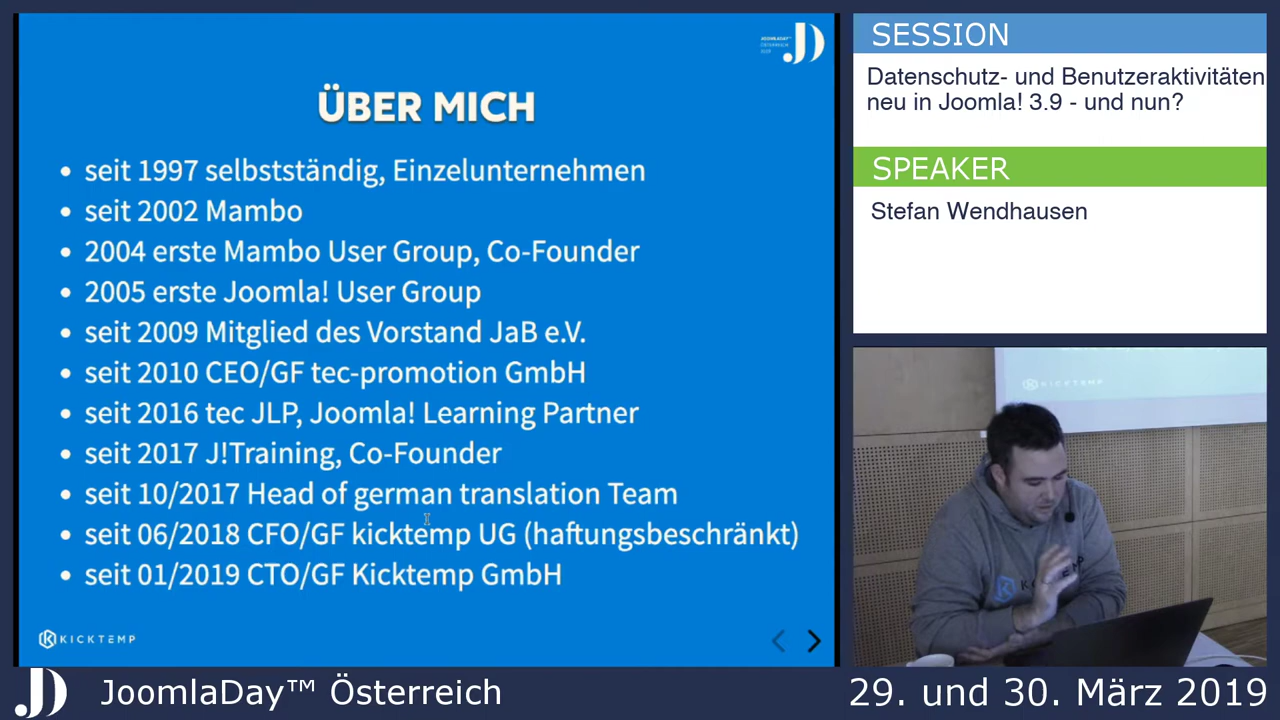 JOOMLADAY™
ÖSTERREICH
2019
ÜBER MICH
seit 1997 selbstständig, Einzelunternehmen
seit 2002 Mambo
2004 erste Mambo User Group, Co-Founder
2005 erste Joomla! User Group
seit 2009 Mitglied des Vorstand JaB e.V.
seit 2010 CEO/GF tec-promotion GmbH
seit 2016 tec JLP, Joomla! Learning Partner
seit 2017 J!Training, Co-Founder
seit 10/2017 Head of german translation Team
seit 06/2018 CFO/GF kicktemp UG (haftungsbeschränkt)
seit 01/2019 CTO/GF Kicktemp GmbH
KICKTEMP
SESSION
Datenschutz- und Benutzeraktivitäten
neu in Joomla! 3.9 - und nun?
SPEAKER
Stefan Wendhausen
KICKTEMP
JoomlaDay™ Österreich
29. und 30. März 2019